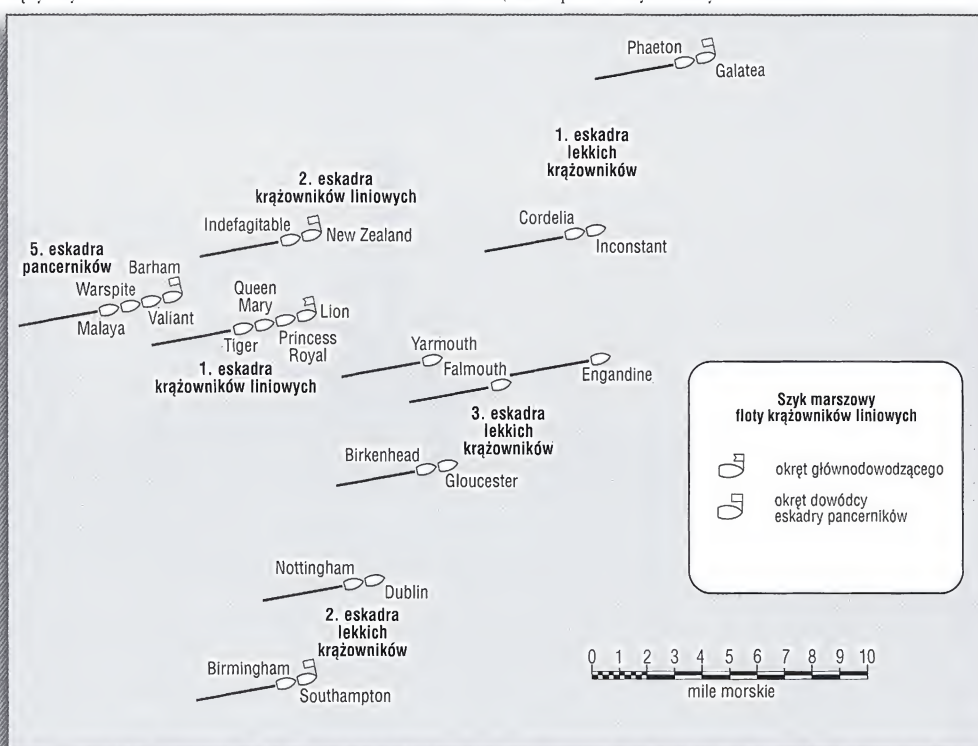 Phaeton
Galatea
1. eskadra
lekkich
krążowników
2. eskadra
krążowników liniowych
Indefagitable
New Zealand
Cordelia
Inconstant
5. eskadra
pancerników
Barham
Warspite
Malaya
Valiant
Queen
Mary
Lion
Tiger
Princess
Royal
1. eskadra
krążowników liniowych
Yarmouth
Falmouth
Engandine
3. eskadra
lekkich
krążowników
Birkenhead
Gloucester
Nottingham
Dublin
2. eskadra
lekkich
krążowników
Birmingham
Southampton
Szyk marszowy
floty krążowników liniowych
okręt głównodowodzącego
okręt dowódcy
eskadry pancerników
0 1 2 3 4 5 6 7 8 9 10
mile morskie